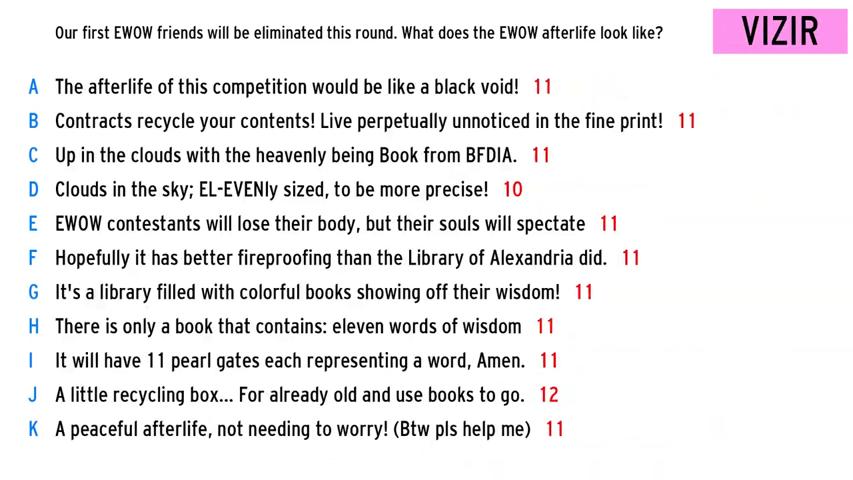 Our first EWOW friends will be eliminated this round. What does the EWOW afterlife look like?
VIZIR
A The afterlife of this competition would be like a black void! 11
B Contracts recycle your contents! Live perpetually unnoticed in the fine print! 11
C Up in the clouds with the heavenly being Book from BFDIA. 11
D Clouds in the sky; EL-EVENly sized, to be more precise! 10
E EWOW contestants will lose their body, but their souls will spectate 11
F Hopefully it has better fireproofing than the Library of Alexandria did. 11
G It's a library filled with colorful books showing off their wisdom! 11
H There is only a book that contains: eleven words of wisdom 11
I It will have 11 pearl gates each representing a word, Amen. 11
J A little recycling box... For already old and use books to go. 12
K A peaceful afterlife, not needing to worry! (Btw pls help me) 11